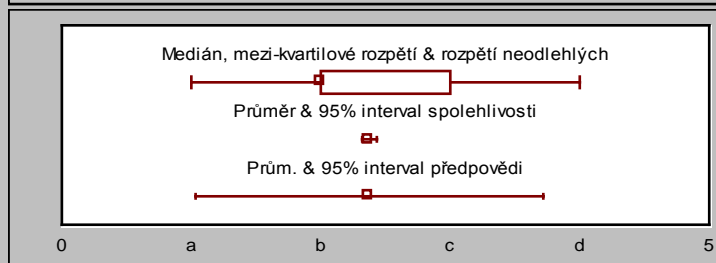 Medián, mezi-kvartilové rozpětí & rozpětí neodlehlých
Průměr & 95% interval spolehlivosti
Prům. & 95% interval předpovědi
0 a b c d 5